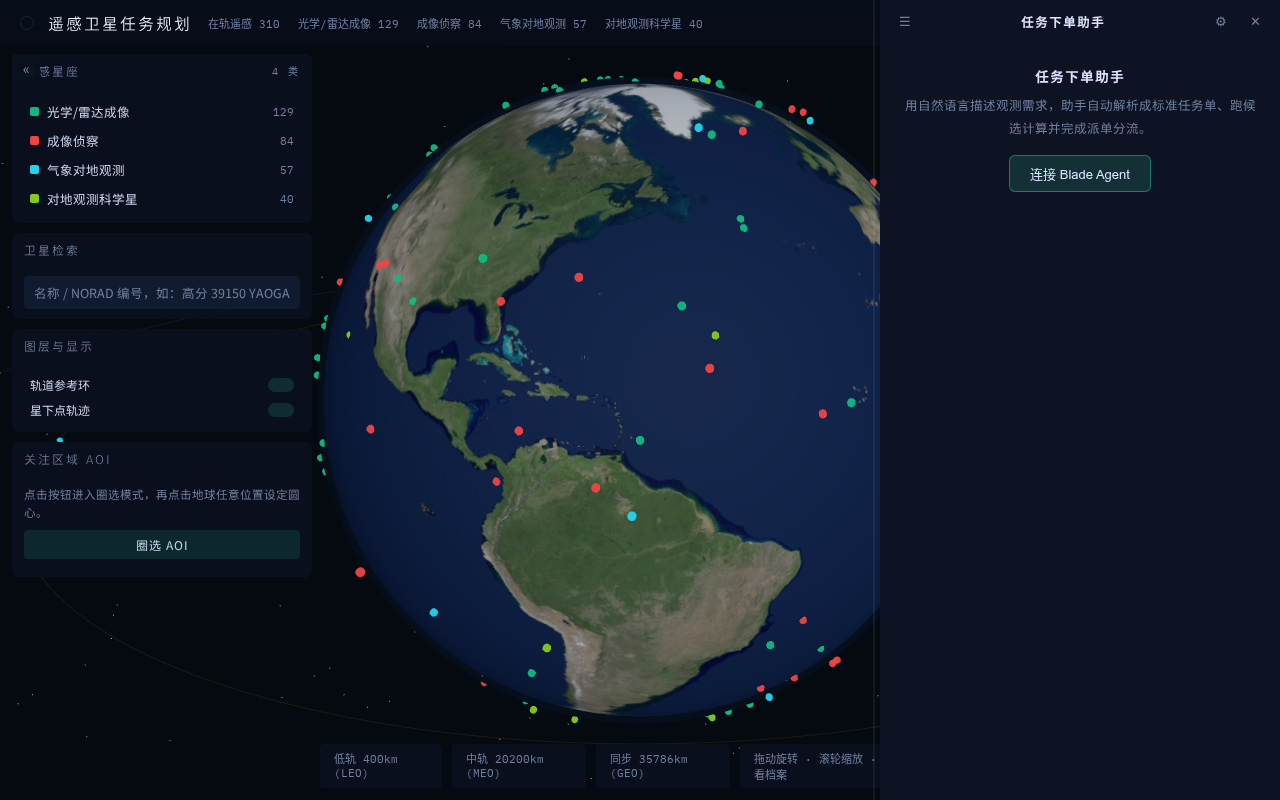 遥感卫星任务规划
在轨遥感 310 光学/雷达成像 129 成像侦察 84 气象对地观测 57 对地观测科学星 40
« 感星座 4 类
光学/雷达成像 129
成像侦察 84
气象对地观测 57
对地观测科学星 40
卫星检索
名称 / NORAD 编号，如：高分 39150 YAOGA
图层与显示
轨道参考环
星下点轨迹
关注区域 AOI
点击按钮进入圈选模式，再点击地球任意位置设定圆
心。
圈选 AOI
低轨 400km
(LEO)
中轨 20200km
(MEO)
同步 35786km
(GEO)
拖动旋转 · 滚轮缩放 ·
看档案
☰ 任务下单助手 ⚙ ✕
任务下单助手
用自然语言描述观测需求，助手自动解析成标准任务单、跑候
选计算并完成派单分流。
连接 Blade Agent